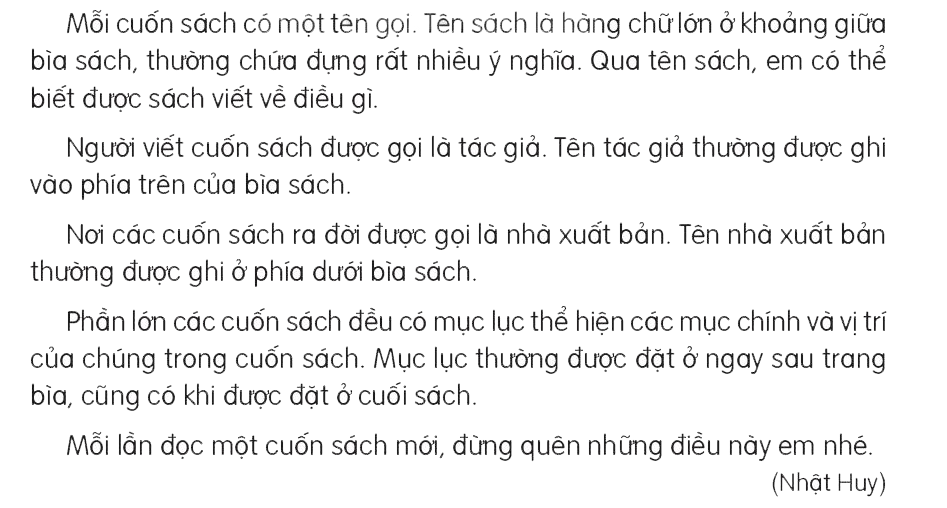 Mỗi cuốn sách có một tên gọi. Tên sách là hàng chữ lớn ở khoảng giữa
bìa sách, thường chứa đựng rất nhiều ý nghĩa. Qua tên sách, em có thể
biết được sách viết về điều gì.
Người viết cuốn sách được gọi là tác giả. Tên tác giả thường được ghi
vào phía trên của bìa sách.
Nơi các cuốn sách ra đời được gọi là nhà xuất bản. Tên nhà xuất bản
thường được ghi ở phía dưới bìa sách.
Phần lớn các cuốn sách đều có mục lục thể hiện các mục chính và vị trí
của chúng trong cuốn sách. Mục lục thường được đặt ở ngay sau trang
bìa, cũng có khi được đặt ở cuối sách.
Mỗi lần đọc một cuốn sách mới, đừng quên những điều này em nhé.
(Nhật Huy)